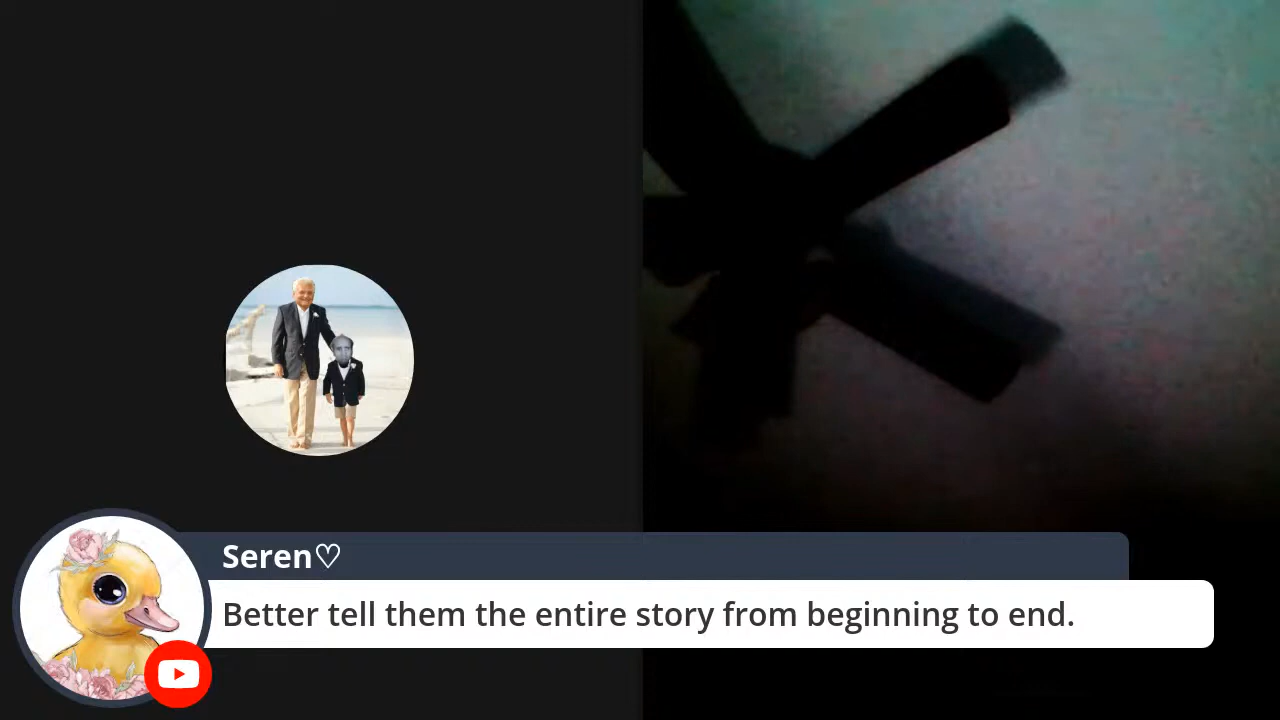 Seren♡
Better tell them the entire story from beginning to end.